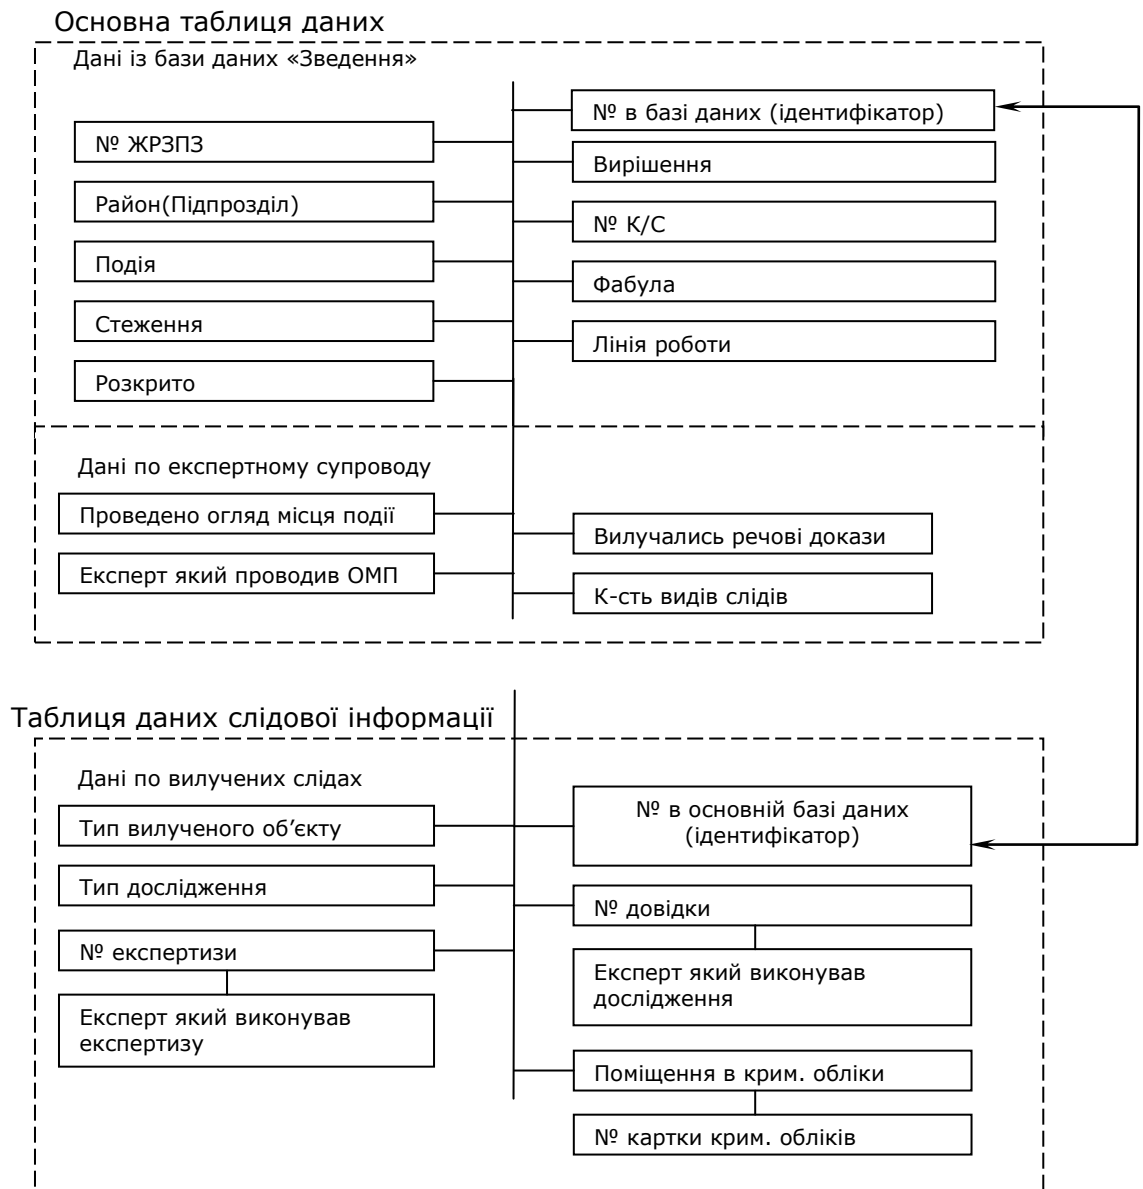 Основна таблиця даних
Дані із бази даних «Зведення»
№ в базі даних (ідентифікатор)
№ ЖРЗПЗ
Вирішення
Район(Підпрозділ)
№ К/С
Подія
Фабула
Стеження
Лінія роботи
Розкрито
Дані по експертному супроводу
Проведено огляд місця події
Вилучались речові докази
Експерт який проводив ОМП
К-сть видів слідів
Таблиця даних слідової інформації
Дані по вилучених слідах
№ в основній базі даних
(ідентифікатор)
Тип вилученого об’єкту
Тип дослідження
№ довідки
№ експертизи
Експерт який виконував
дослідження
Експерт який виконував
експертизу
Поміщення в крим. обліки
№ картки крим. обліків